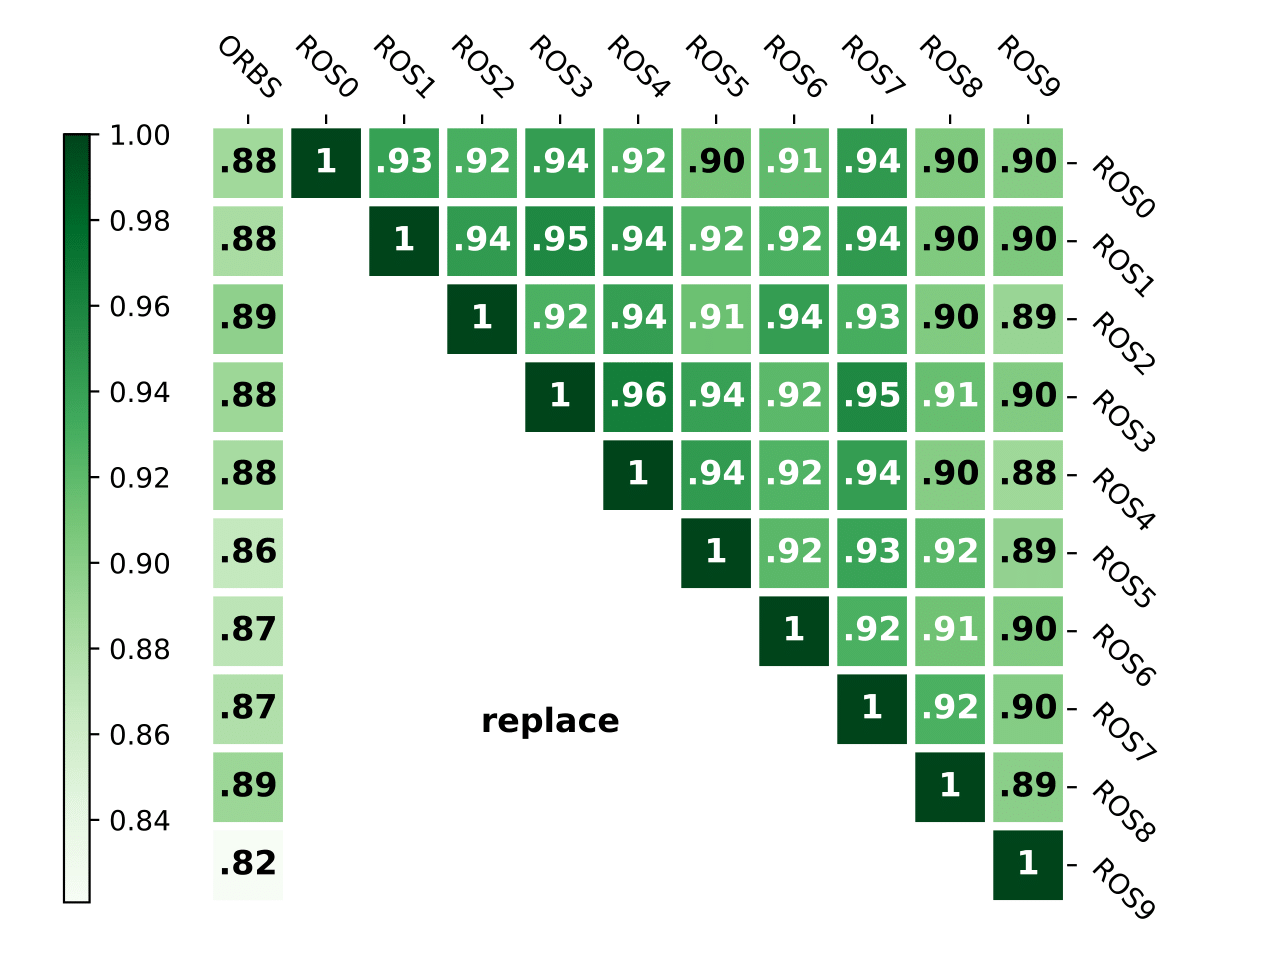 ORBS ROS0 ROS1 ROS2 ROS3 ROS4 ROS5 ROS6 ROS7 ROS8 ROS9
1.00
0.98
0.96
0.94
0.92
0.90
0.88
0.86
0.84
.88 1 .93 .92 .94 .92 .90 .91 .94 .90 .90 ROS0
.88 1 .94 .95 .94 .92 .92 .94 .90 .90 ROS1
.89 1 .92 .94 .91 .94 .93 .90 .89 ROS2
.88 1 .96 .94 .92 .95 .91 .90 ROS3
.88 1 .94 .92 .94 .90 .88 ROS4
.86 1 .92 .93 .92 .89 ROS5
.87 1 .92 .91 .90 ROS6
.87 1 .92 .90 ROS7
replace
.89 1 .89 ROS8
.82 1 ROS9